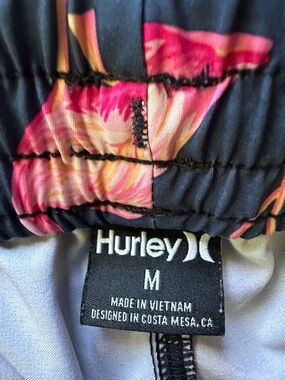 Hurley
M
MADE IN VIETNAM
DESIGNED IN COSTA MESA, CA